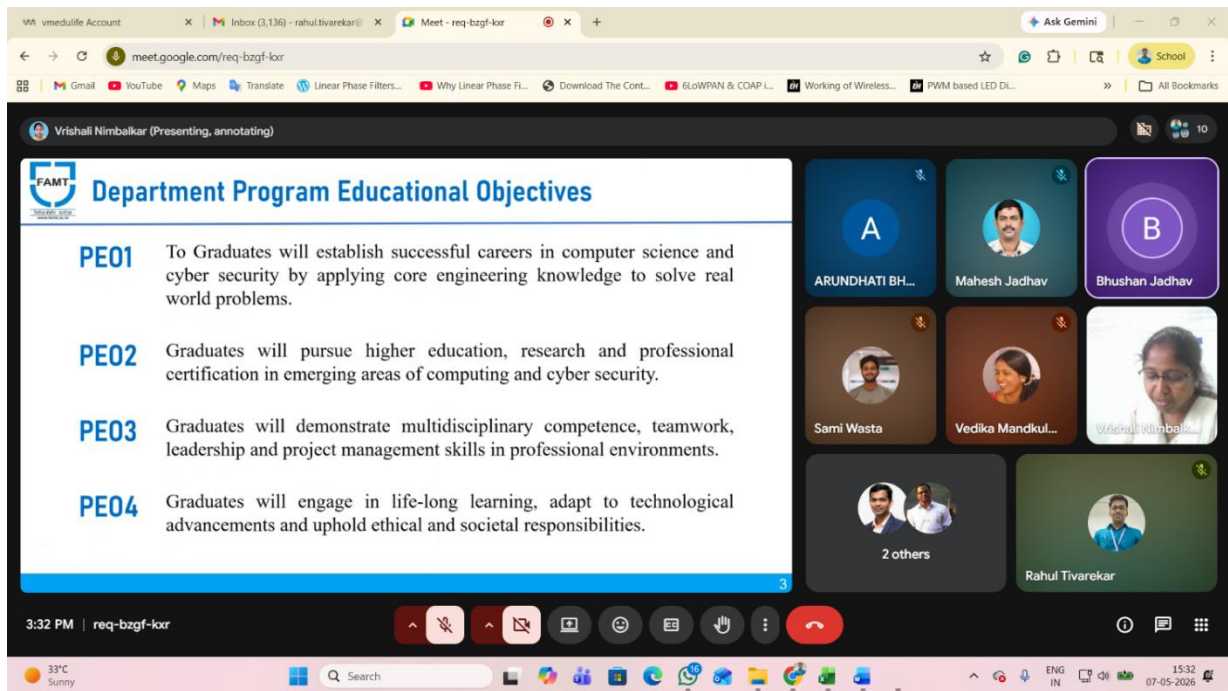 vmedulife Account
Inbox (3,136) - rahul.tivarekar@
Meet - req-bzgf-kxr
Ask Gemini
meet.google.com/req-bzgf-kxr
School
Gmail
YouTube
Maps
Translate
Linear Phase Filters...
Why Linear Phase Fi...
Download The Cont...
6LoWPAN & COAP i...
Working of Wireless...
PWM based LED Di...
All Bookmarks
Vrishali Nimbalkar (Presenting, annotating)
10
FAMT
Department Program Educational Objectives
PEO1
To Graduates will establish successful careers in computer science and
cyber security by applying core engineering knowledge to solve real
world problems.
PEO2
Graduates will pursue higher education, research and professional
certification in emerging areas of computing and cyber security.
PEO3
Graduates will demonstrate multidisciplinary competence, teamwork,
leadership and project management skills in professional environments.
PEO4
Graduates will engage in life-long learning, adapt to technological
advancements and uphold ethical and societal responsibilities.
3
A
ARUNDHATI BH...
Mahesh Jadhav
B
Bhushan Jadhav
Sami Wasta
Vedika Mandkul...
Vrishali Nimbalk...
2 others
Rahul Tivarekar
3:32 PM | req-bzgf-kxr
33°C
Sunny
Search
16
ENG
IN
15:32
07-05-2026